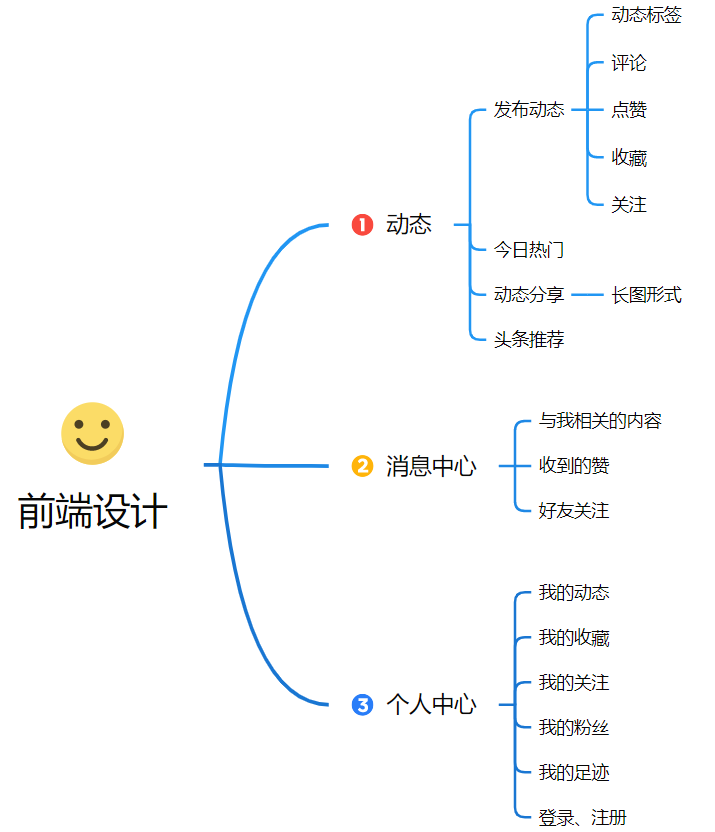 前端设计
1 动态
发布动态
动态标签
评论
点赞
收藏
关注
今日热门
动态分享
长图形式
头条推荐
2 消息中心
与我相关的内容
收到的赞
好友关注
3 个人中心
我的动态
我的收藏
我的关注
我的粉丝
我的足迹
登录、注册